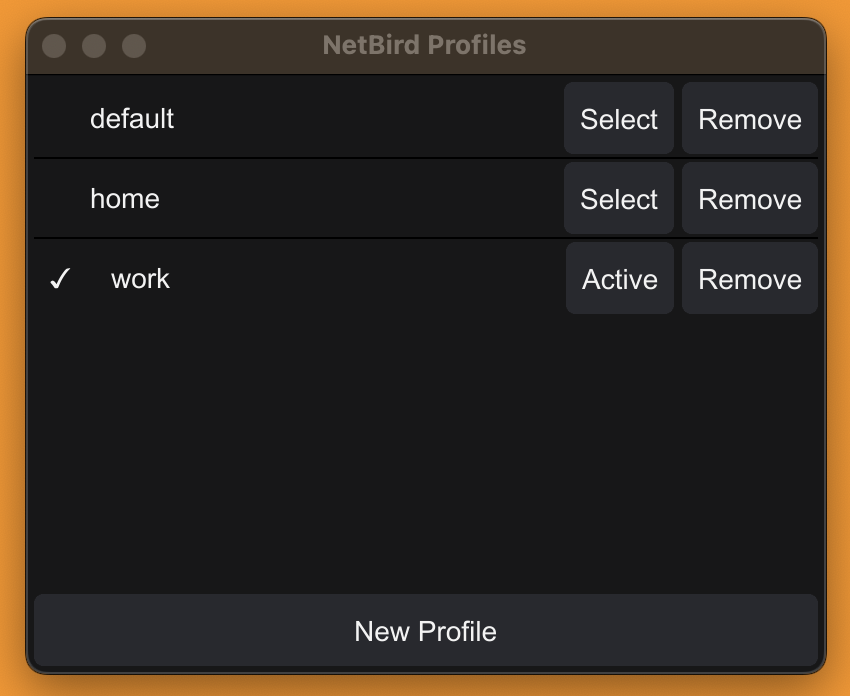 NetBird Profiles
default Select Remove
home Select Remove
✓ work Active Remove
New Profile